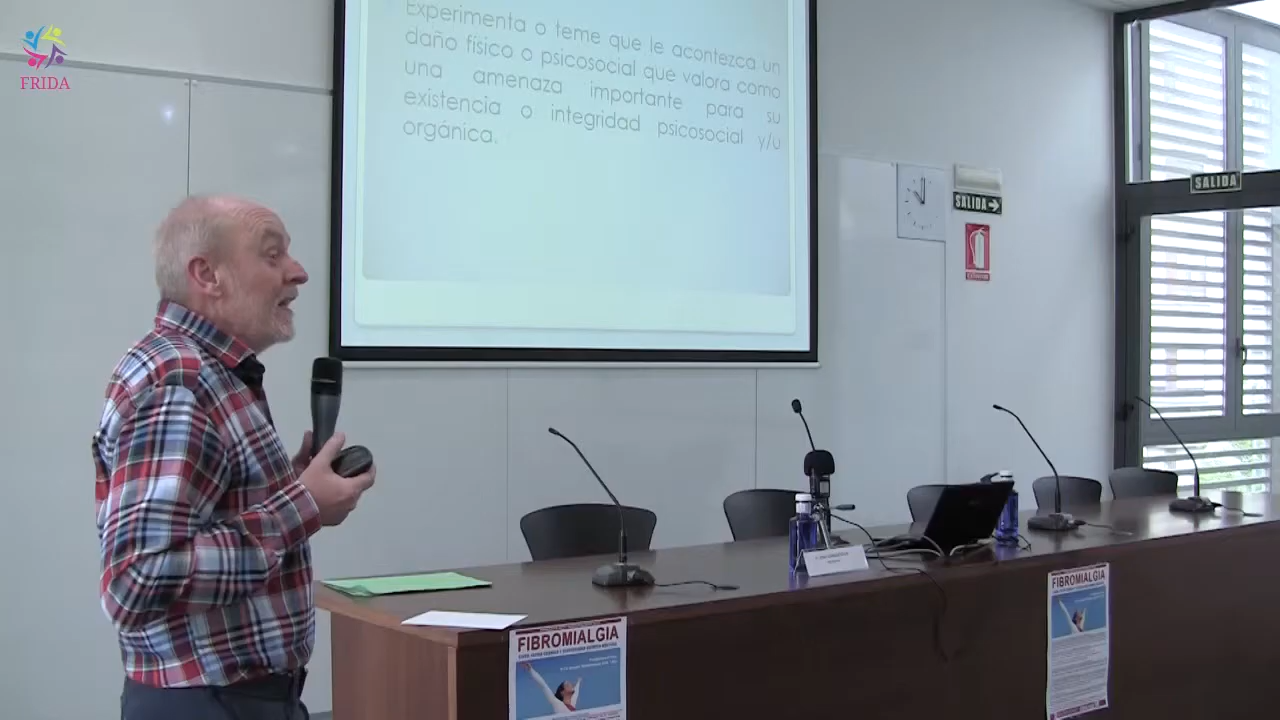 FRIDA
Experimenta o teme que le acontezca un
daño físico o psicosocial que valora como
una amenaza importante para su
existencia o integridad psicosocial y/u
orgánica.
SALIDA
SALIDA
FIBROMIALGIA
FIBROMIALGIA